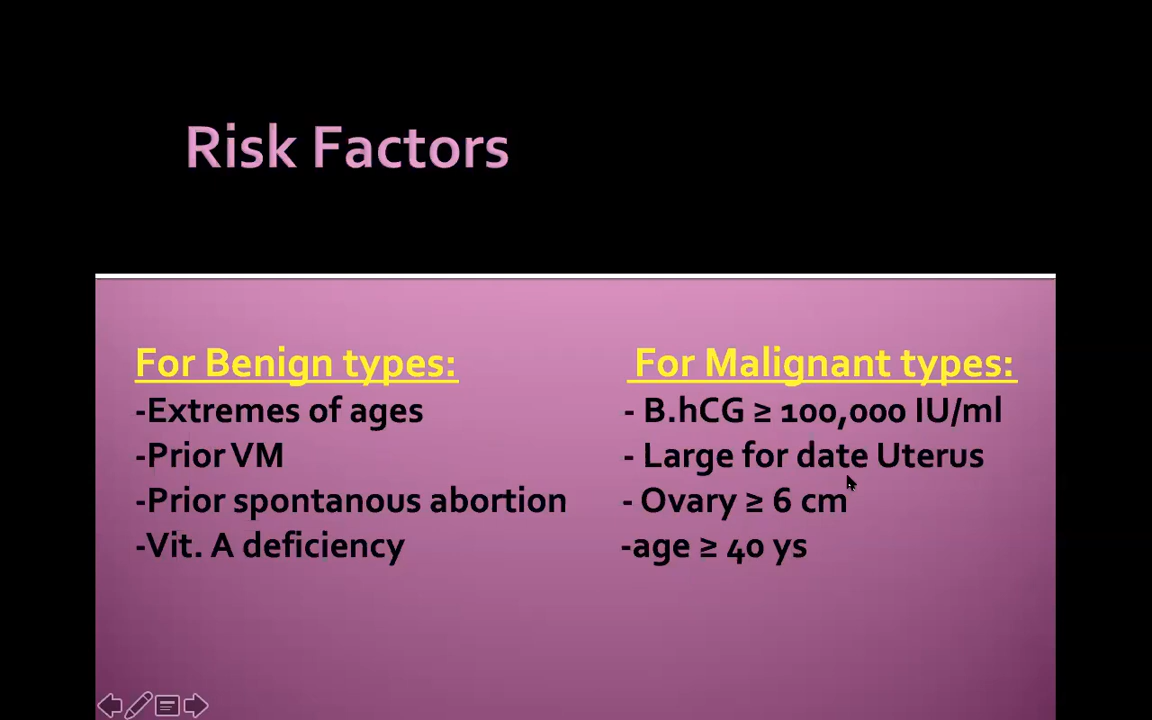 Risk Factors
For Benign types:
-Extremes of ages
-Prior VM
-Prior spontanous abortion
-Vit. A deficiency
For Malignant types:
- B.hCG ≥ 100,000 IU/ml
- Large for date Uterus
- Ovary ≥ 6 cm
-age ≥ 40 ys